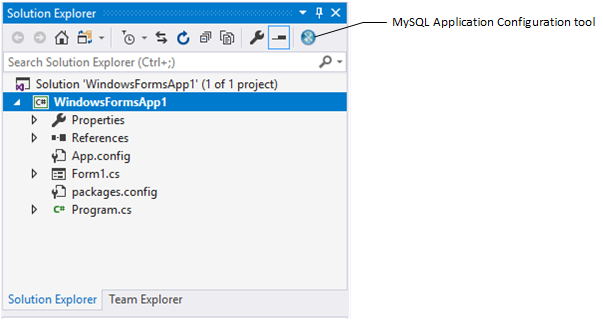 Solution Explorer
MySQL Application Configuration tool
Search Solution Explorer (Ctrl+;)
Solution 'WindowsFormsApp1' (1 of 1 project)
C# WindowsFormsApp1
Properties
References
App.config
Form1.cs
packages.config
C# Program.cs
Solution Explorer Team Explorer